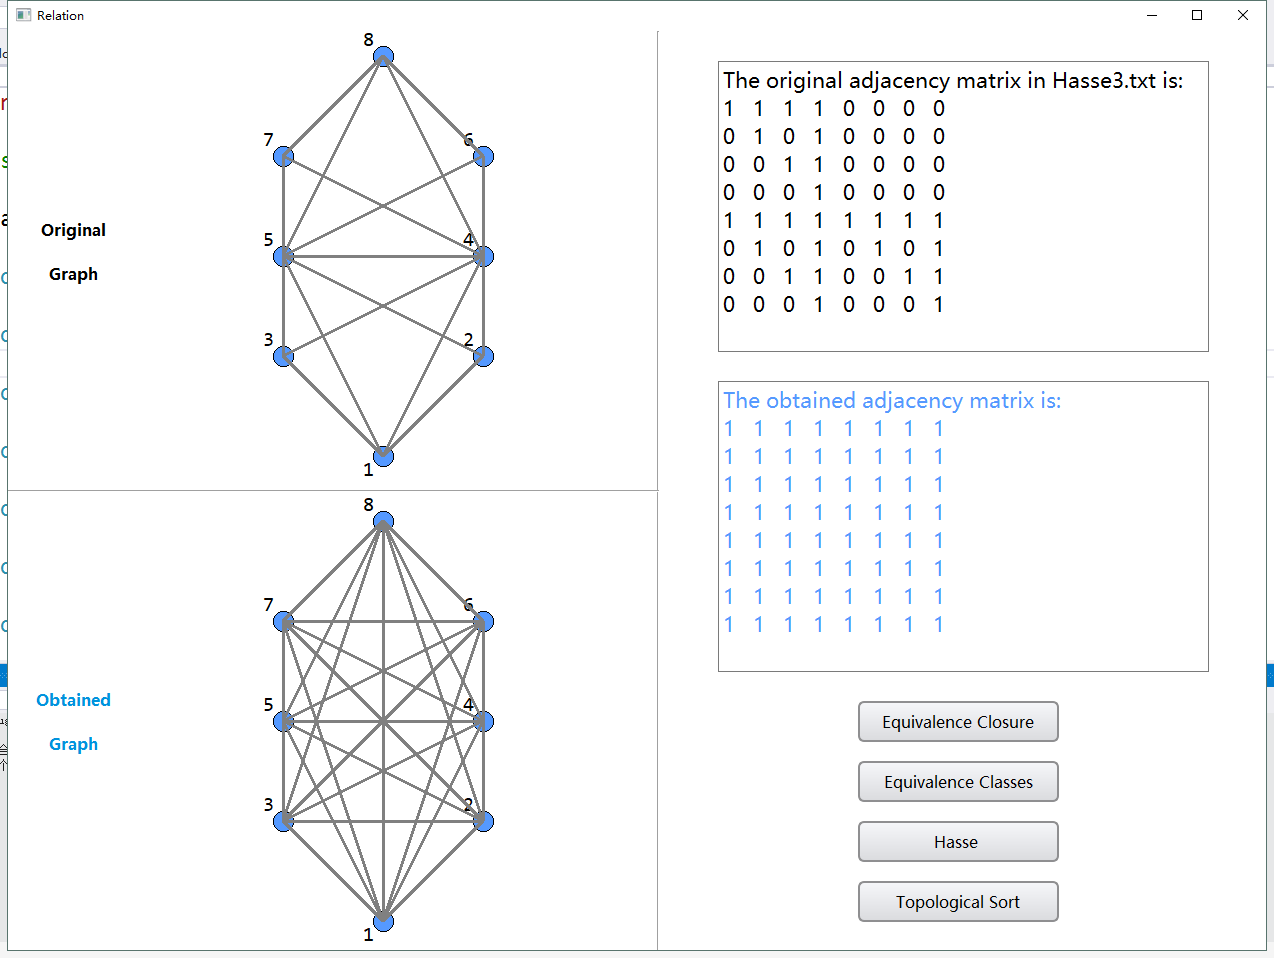 Relation
8
7 6
Original
5 4
Graph
3 2
1
8
7 6
Obtained
5 4
Graph
3 2
1
The original adjacency matrix in Hasse3.txt is:
1 1 1 1 0 0 0 0
0 1 0 1 0 0 0 0
0 0 1 1 0 0 0 0
0 0 0 1 0 0 0 0
1 1 1 1 1 1 1 1
0 1 0 1 0 1 0 1
0 0 1 1 0 0 1 1
0 0 0 1 0 0 0 1
The obtained adjacency matrix is:
1 1 1 1 1 1 1 1
1 1 1 1 1 1 1 1
1 1 1 1 1 1 1 1
1 1 1 1 1 1 1 1
1 1 1 1 1 1 1 1
1 1 1 1 1 1 1 1
1 1 1 1 1 1 1 1
1 1 1 1 1 1 1 1
Equivalence Closure
Equivalence Classes
Hasse
Topological Sort